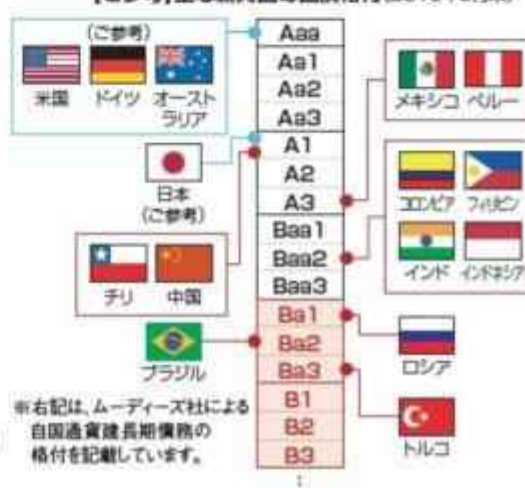 (ご参考)
米国
ドイツ
オースト
ラリア
日本
(ご参考)
チリ
中国
ブラジル
Aaa
Aa1
Aa2
Aa3
A1
A2
A3
Baa1
Baa2
Baa3
Ba1
Ba2
Ba3
B1
B2
B3
:
メキシコ
ペルー
コロンビア
フィリピン
インド
インドネシア
ロシア
トルコ
※右記は、ムーディーズ社による
自国通貨建長期債務の
格付を記載しています。